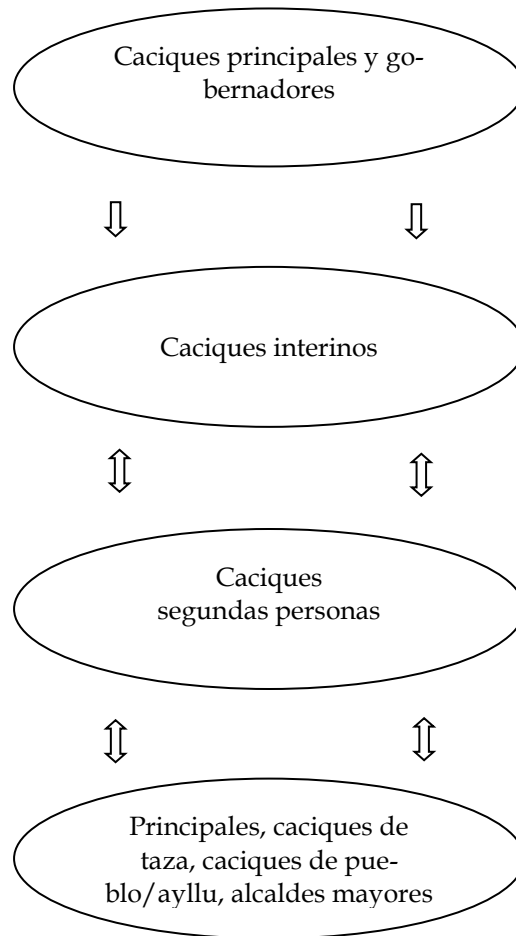 Caciques principales y go-
bernadores
Caciques interinos
Caciques
segundas personas
Principales, caciques de
taza, caciques de pue-
blo/ayllu, alcaldes mayores